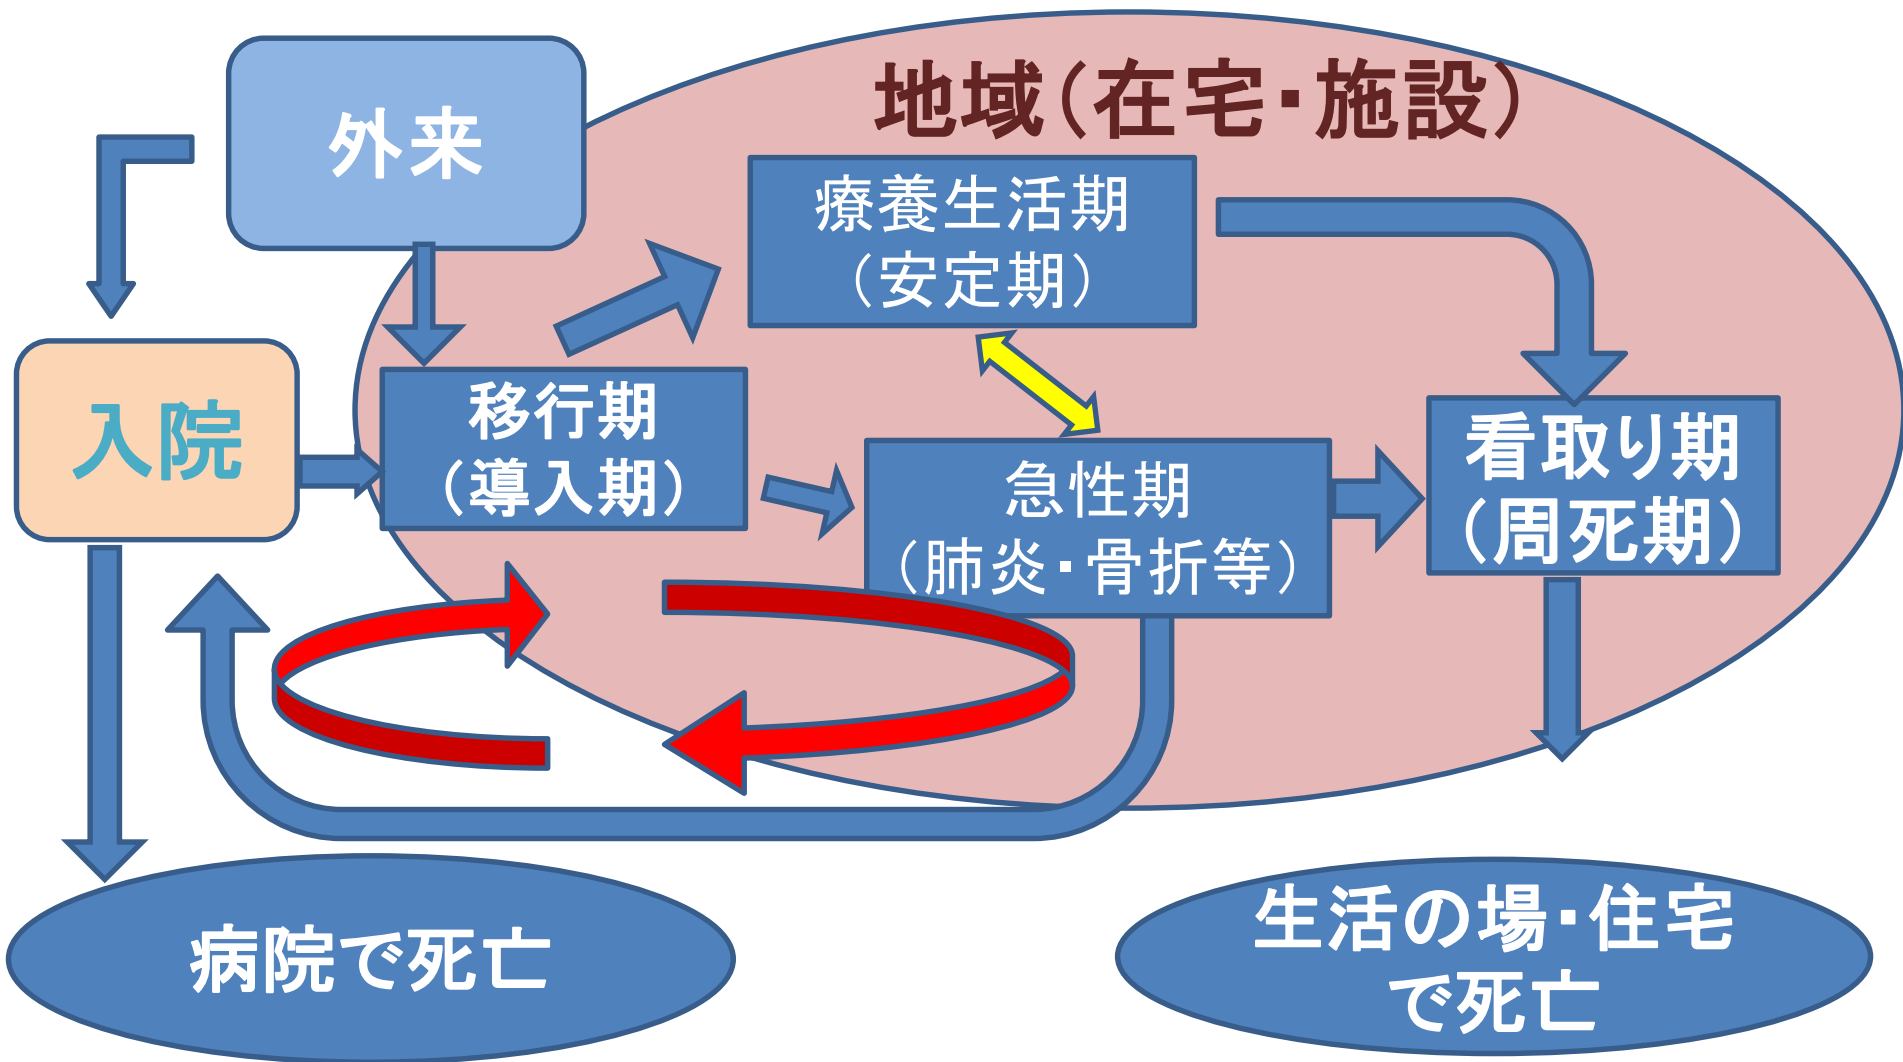 地域(在宅・施設)
外来
療養生活期
(安定期)
入院
移行期
(導入期)
急性期
(肺炎・骨折等)
看取り期
(周死期)
病院で死亡
生活の場・住宅
で死亡